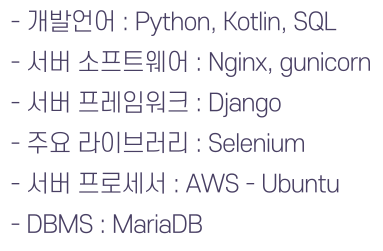 - 개발언어 : Python, Kotlin, SQL
- 서버 소프트웨어 : Nginx, gunicorn
- 서버 프레임워크 : Django
- 주요 라이브러리 : Selenium
- 서버 프로세서 : AWS - Ubuntu
- DBMS : MariaDB